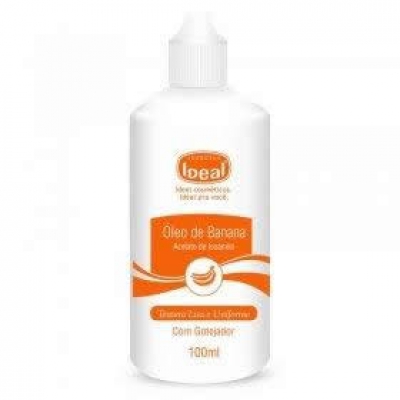 Ideal
Ideal cosméticos,
Ideal pra você.
Óleo de Banana
Acetato de Isoamila
Com Gotejador
100ml